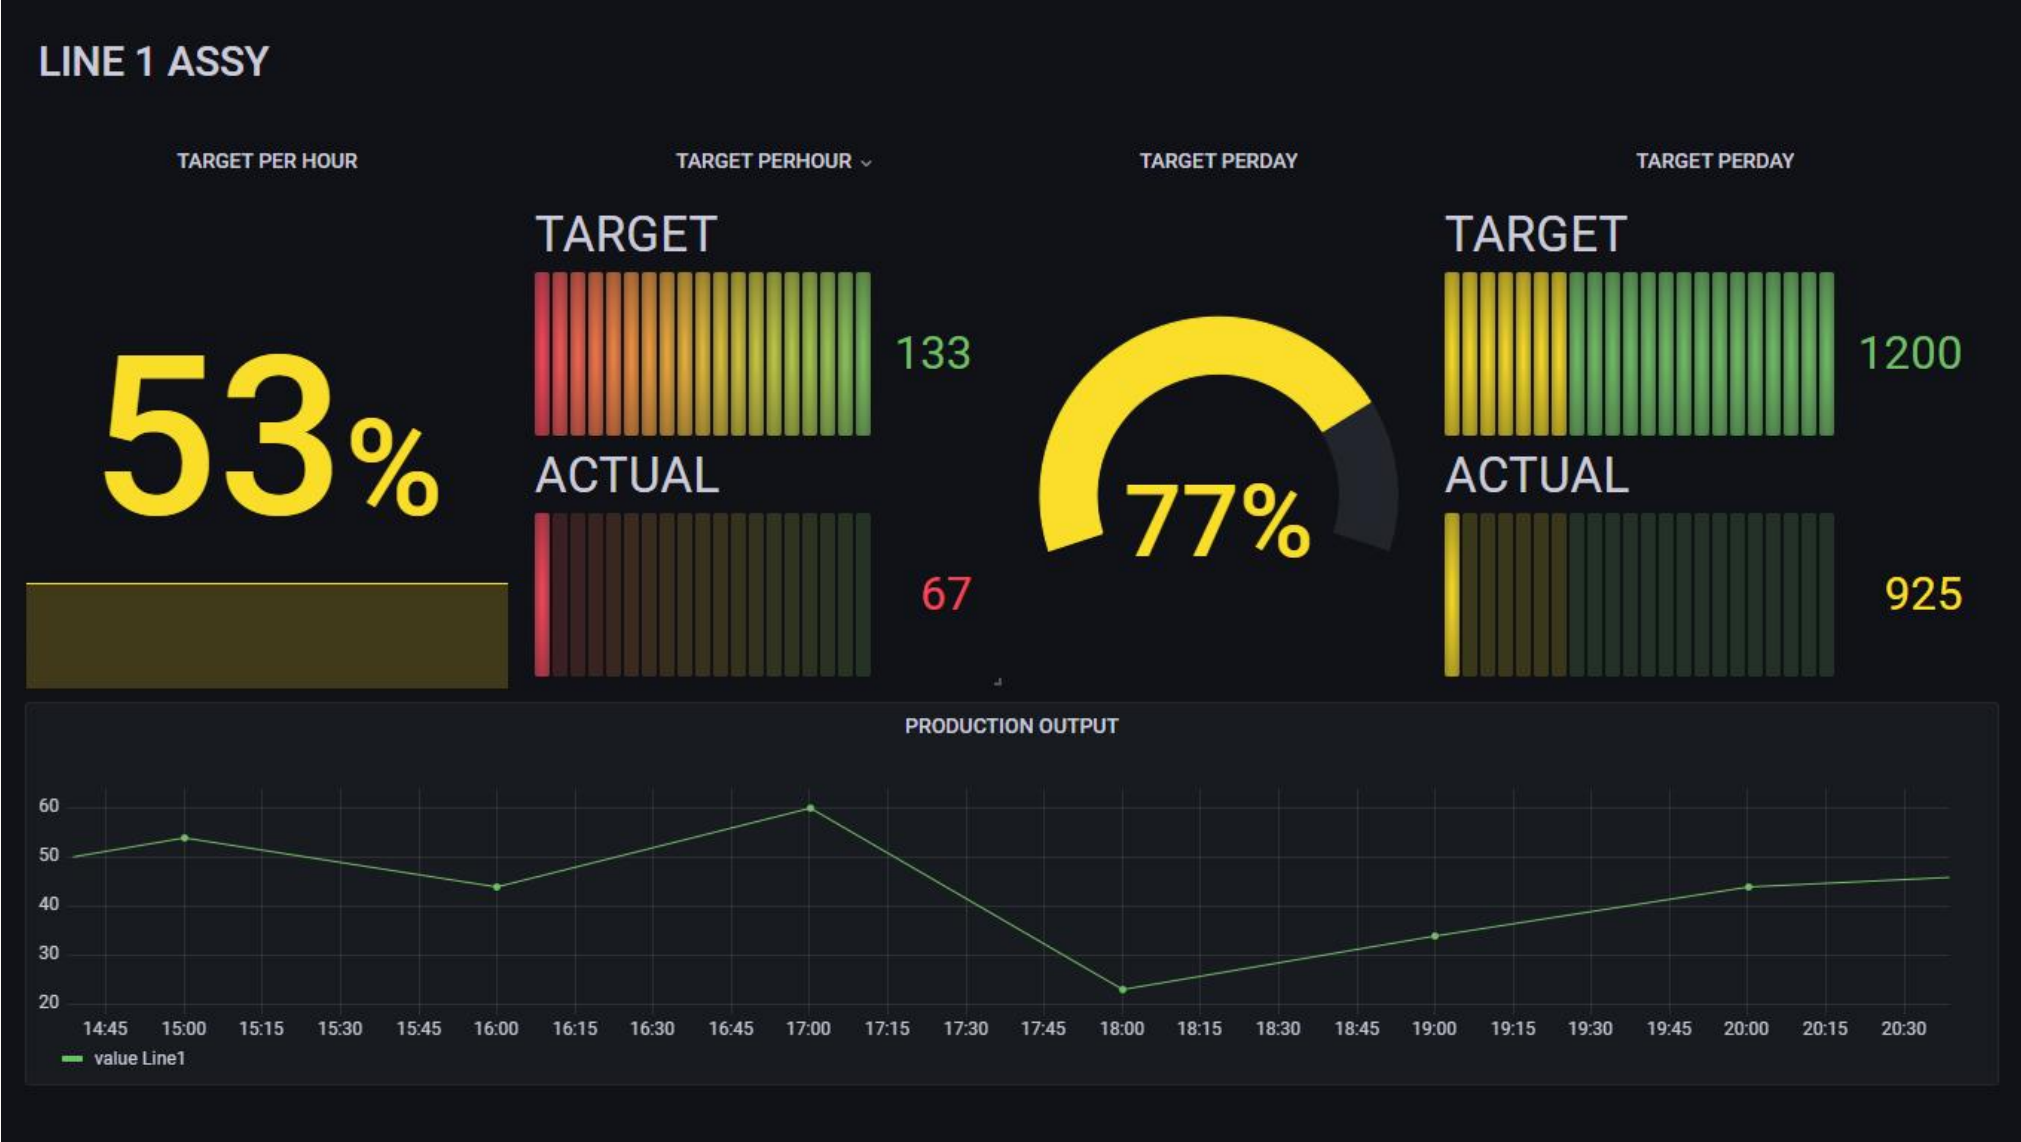 LINE 1 ASSY
TARGET PER HOUR
53%
TARGET PERHOUR
TARGET
133
ACTUAL
67
TARGET PERDAY
77%
TARGET PERDAY
TARGET
1200
ACTUAL
925
PRODUCTION OUTPUT
60
50
40
30
20
14:45 15:00 15:15 15:30 15:45 16:00 16:15 16:30 16:45 17:00 17:15 17:30 17:45 18:00 18:15 18:30 18:45 19:00 19:15 19:30 19:45 20:00 20:15 20:30
value Line1